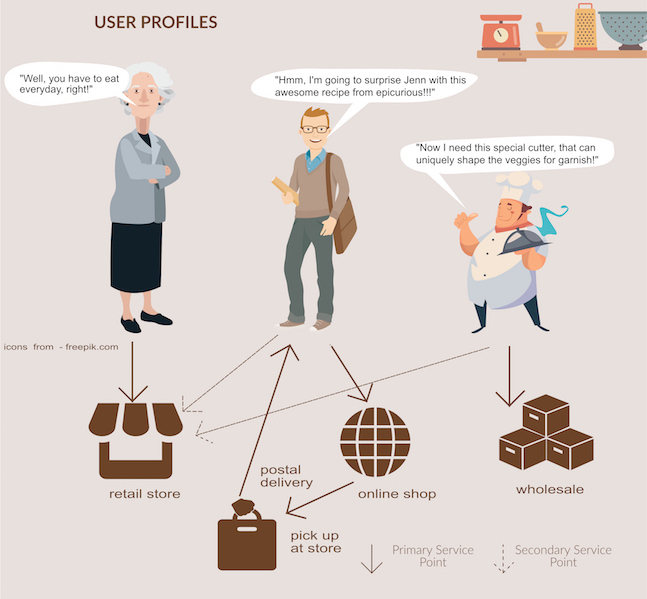 USER PROFILES
"Well, you have to eat
everyday, right!"
"Hmm, I'm going to surprise Jenn with this
awesome recipe from epicurious!!!"
"Now I need this special cutter, that can
uniquely shape the veggies for garnish!"
icons from - freepik.com
retail store
postal
delivery
online shop
wholesale
pick up
at store
Primary Service
Point
Secondary Service
Point